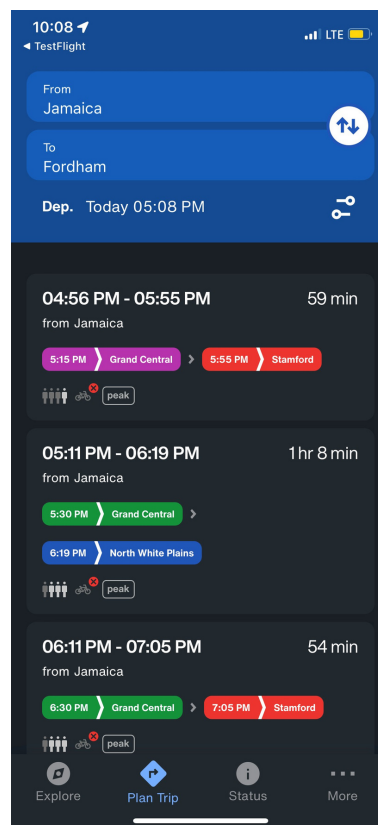 10:08
LTE
TestFlight
From
Jamaica
To
Fordham
Dep. Today 05:08 PM
04:56 PM - 05:55 PM 59 min
from Jamaica
5:15 PM Grand Central 5:55 PM Stamford
peak
05:11 PM - 06:19 PM 1 hr 8 min
from Jamaica
5:30 PM Grand Central
6:19 PM North White Plains
peak
06:11 PM - 07:05 PM 54 min
from Jamaica
6:30 PM Grand Central 7:05 PM Stamford
peak
Explore Plan Trip Status More